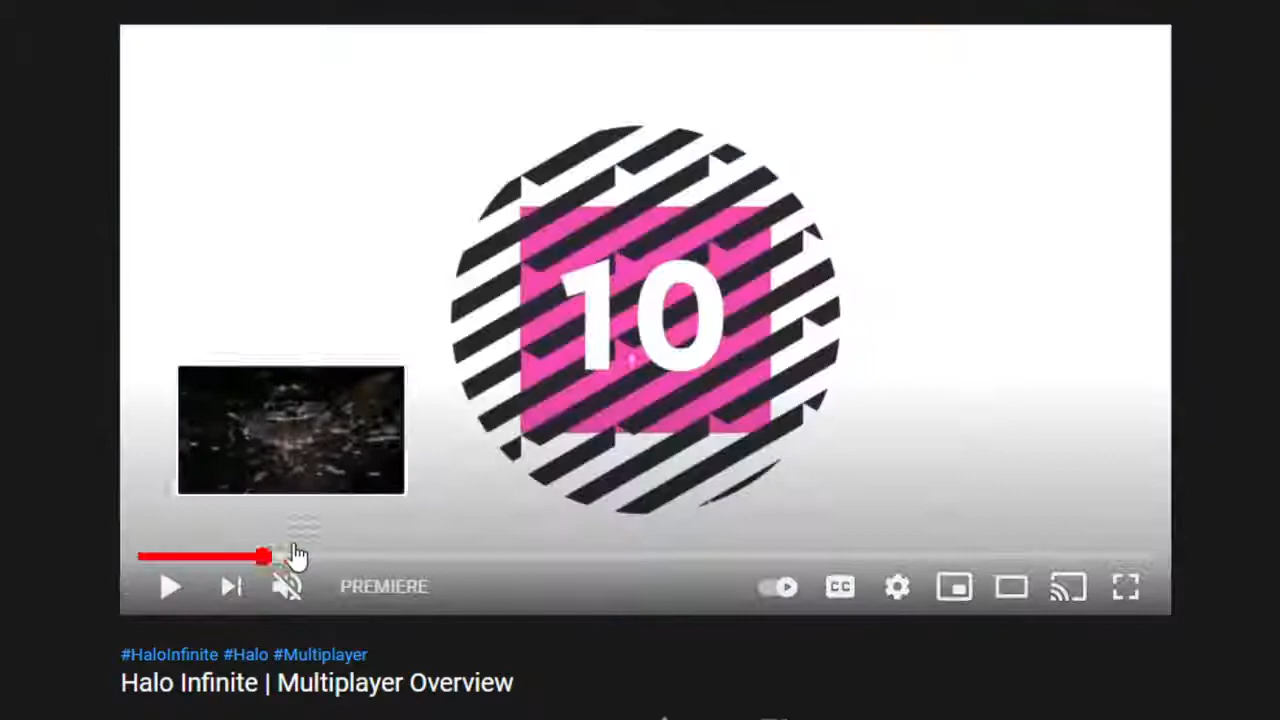 10
PREMIERE
CC
#HaloInfinite #Halo #Multiplayer
Halo Infinite | Multiplayer Overview